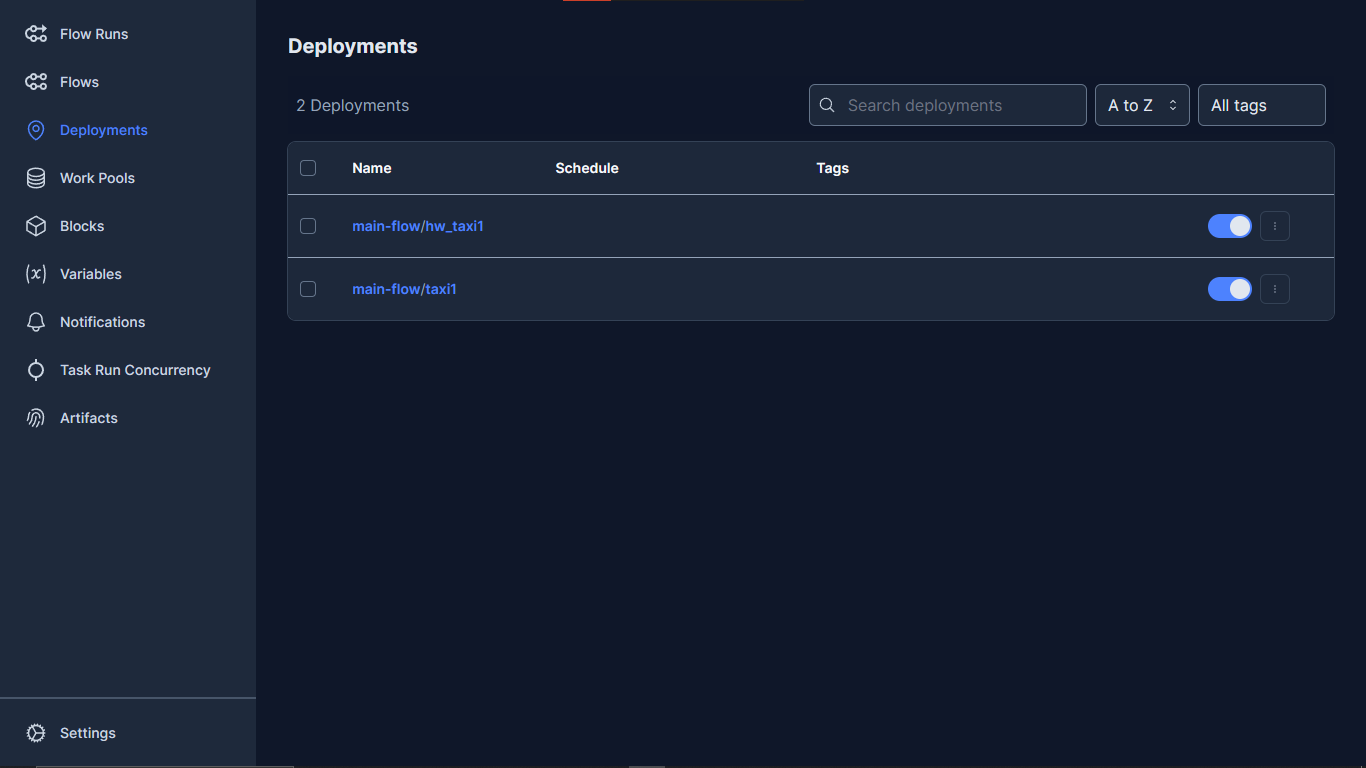 Flow Runs
Flows
Deployments
Work Pools
Blocks
Variables
Notifications
Task Run Concurrency
Artifacts
Settings
Deployments
2 Deployments
Search deployments
A to Z
All tags
Name Schedule Tags
main-flow/hw_taxi1
main-flow/taxi1